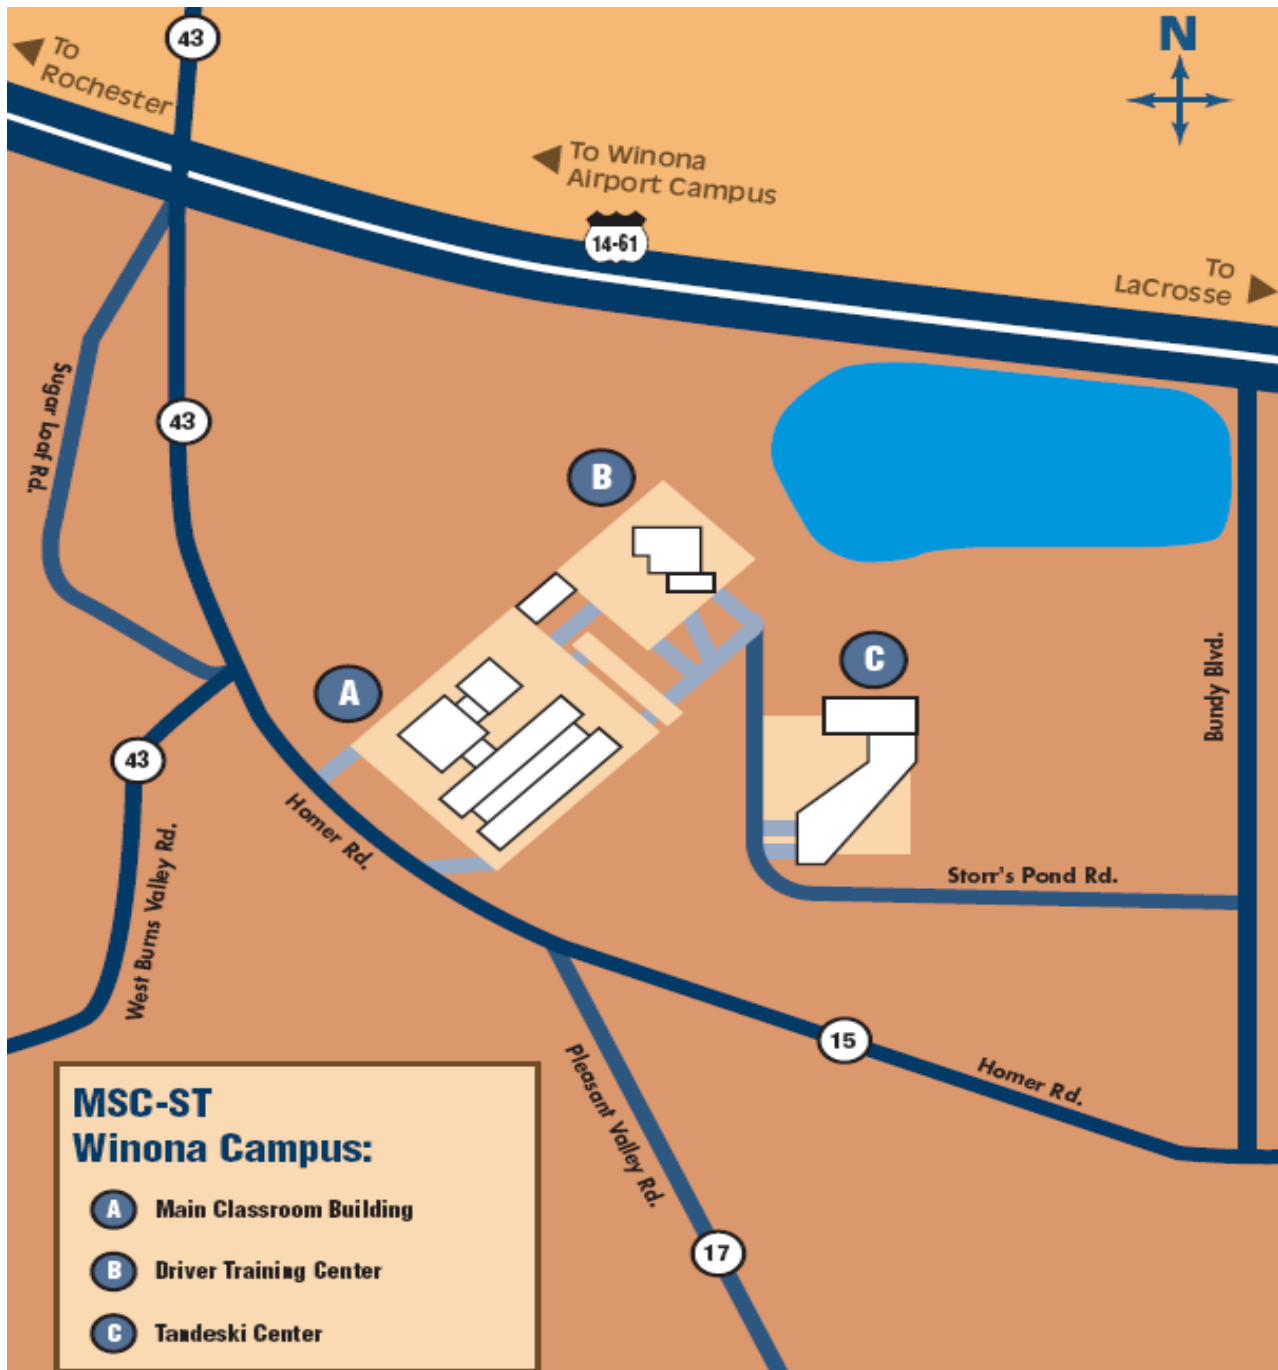 43
To
Rochester
N
To Winona
Airport Campus
14-61
To
LaCrosse
Sugar Loaf Rd.
43
B
A
C
Bundy Blvd.
43
Homer Rd.
West Burns Valley Rd.
Storr's Pond Rd.
15
Homer Rd.
Pleasant Valley Rd.
17
MSC-ST
Winona Campus:
A Main Classroom Building
B Driver Training Center
C Tandeski Center